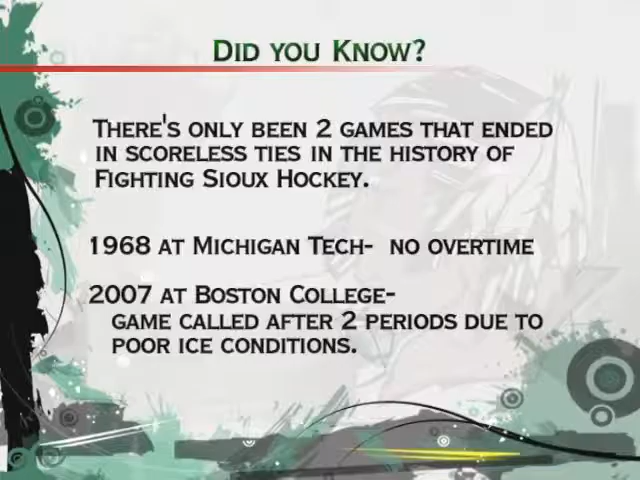 Did you Know?
There's only been 2 games that ended
in scoreless ties in the history of
Fighting Sioux Hockey.
1968 at Michigan Tech- no overtime
2007 at Boston College-
game called after 2 periods due to
poor ice conditions.